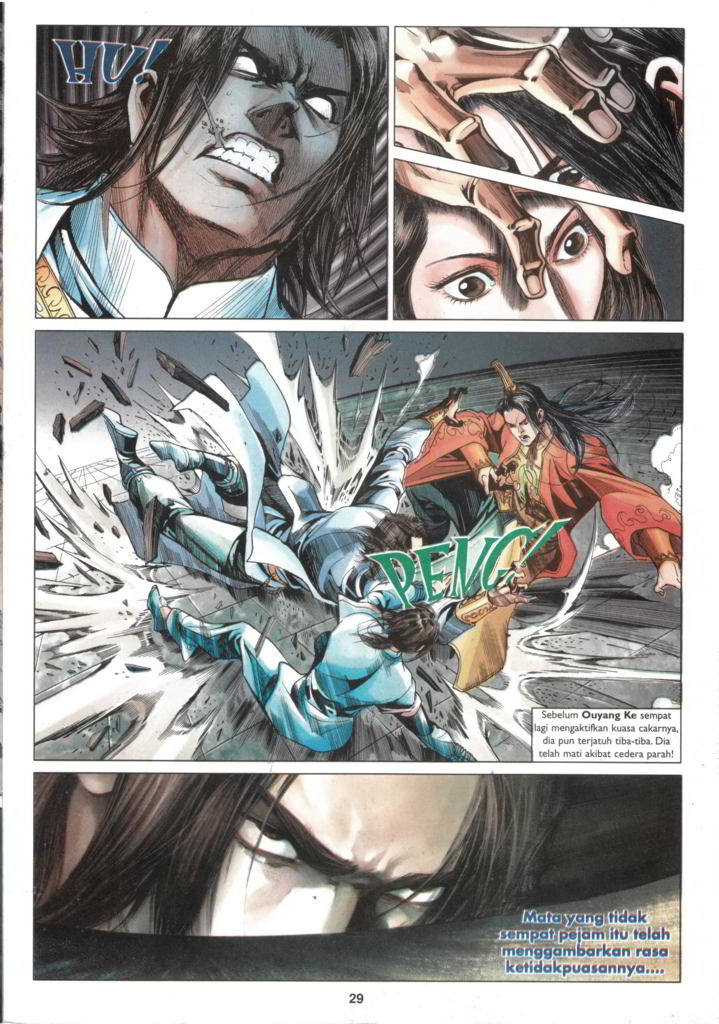 HU!
PENG!
Sebelum Ouyang Ke sempat
lagi mengaktifkan kuasa cakarnya,
dia pun terjatuh tiba-tiba. Dia
telah mati akibat cedera parah!
Mata yang tidak
sempat pejam itu telah
menggambarkan rasa
ketidakpuasannya....
29